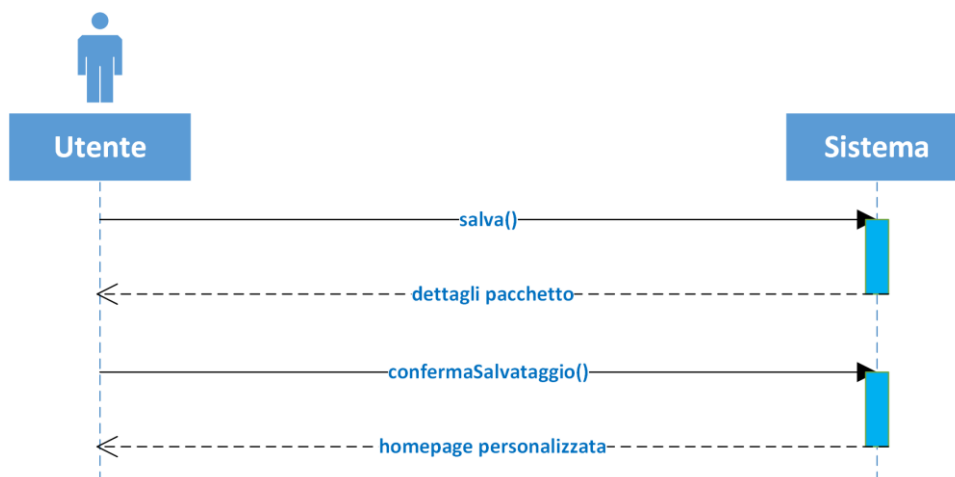 Utente
Sistema
salva()
dettagli pacchetto
confermaSalvataggio()
homepage personalizzata